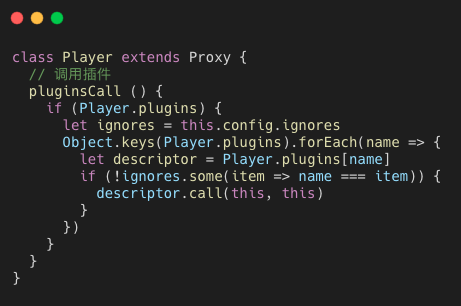 class Player extends Proxy {
  // 调用插件
  pluginsCall () {
    if (Player.plugins) {
      let ignores = this.config.ignores
      Object.keys(Player.plugins).forEach(name => {
        let descriptor = Player.plugins[name]
        if (!ignores.some(item => name === item)) {
          descriptor.call(this, this)
        }
      })
    }
  }
}